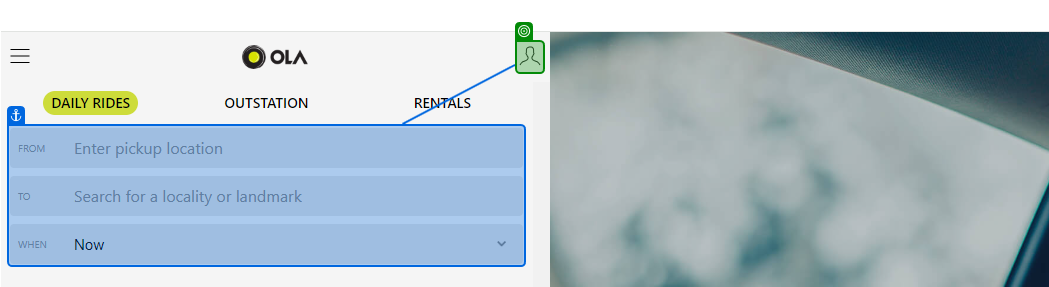 OLA
DAILY RIDES OUTSTATION RENTALS
FROM Enter pickup location
TO Search for a locality or landmark
WHEN Now